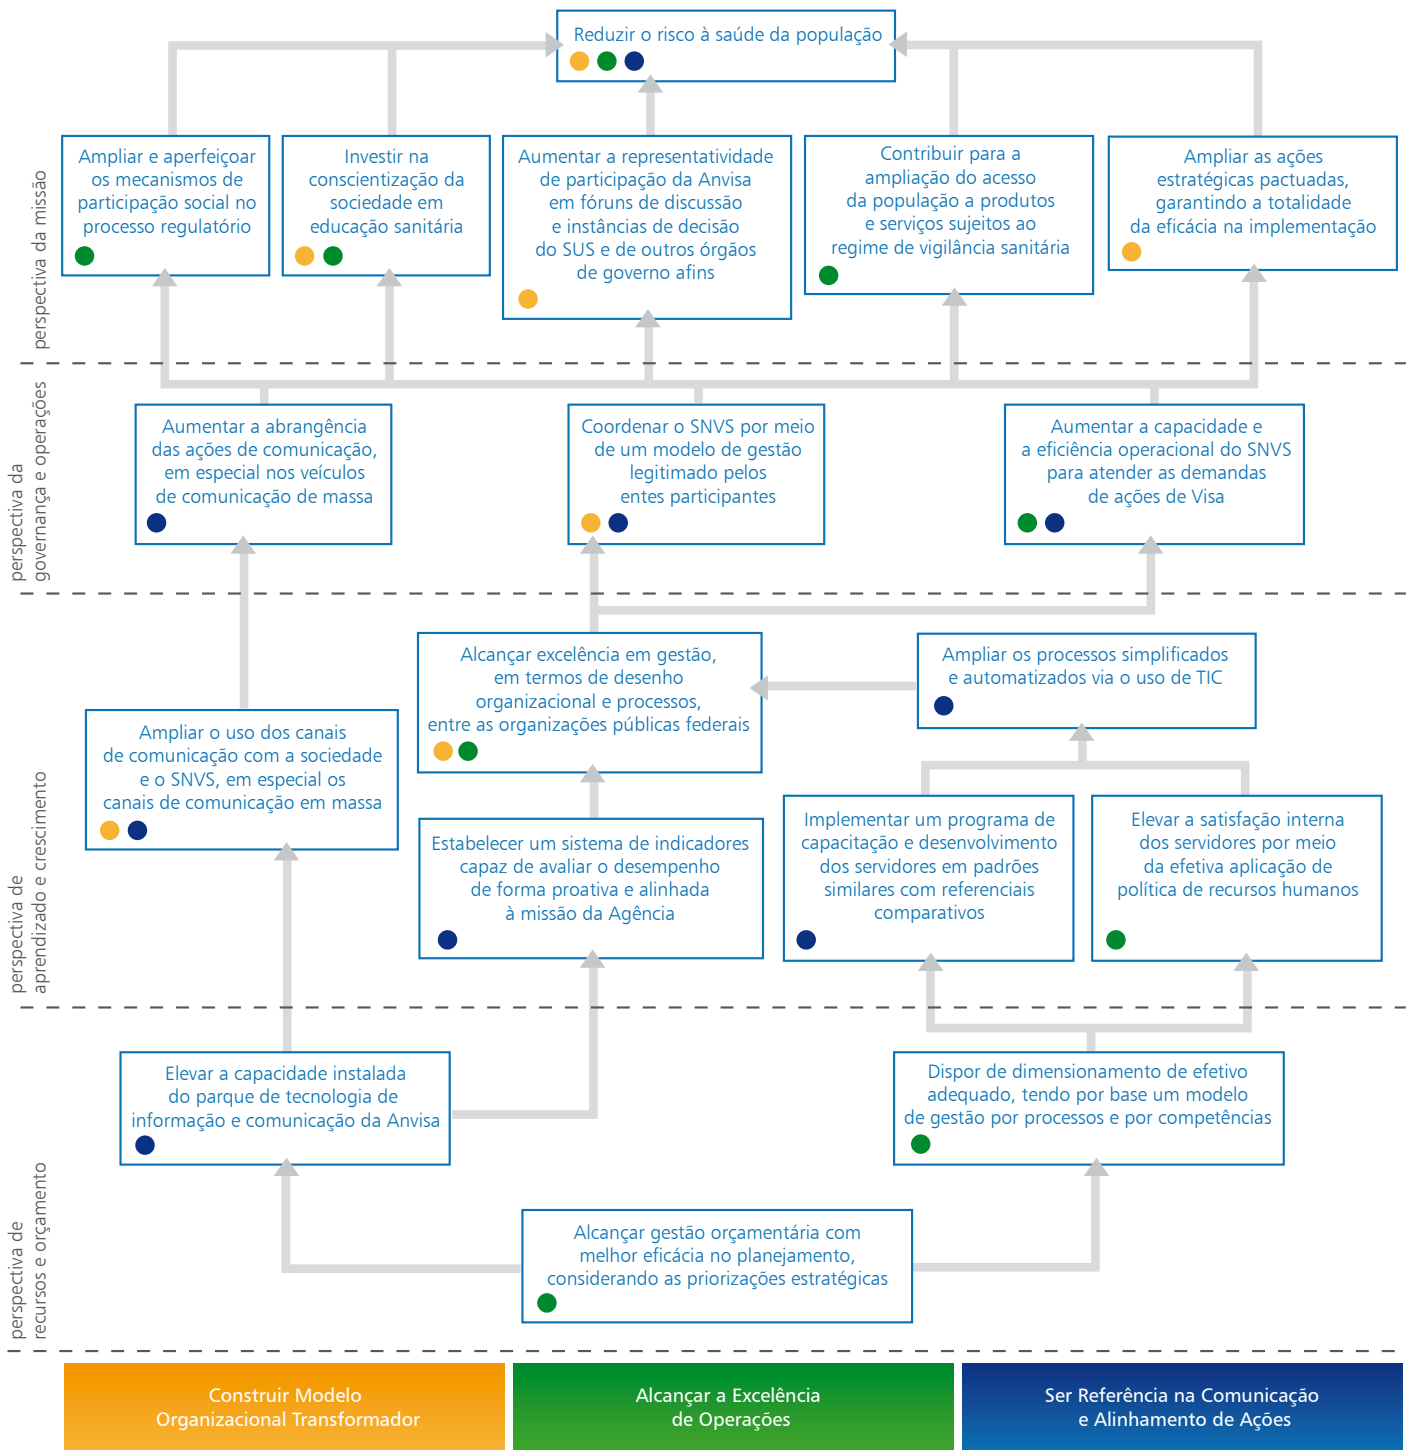 Reduzir o risco à saúde da população
perspectiva da missão
Ampliar e aperfeiçoar
os mecanismos de
participação social no
processo regulatório
Investir na
conscientização da
sociedade em
educação sanitária
Aumentar a representatividade
de participação da Anvisa
em fóruns de discussão
e instâncias de decisão
do SUS e de outros órgãos
de governo afins
Contribuir para a
ampliação do acesso
da população a produtos
e serviços sujeitos ao
regime de vigilância sanitária
Ampliar as ações
estratégicas pactuadas,
garantindo a totalidade
da eficácia na implementação
perspectiva da
governança e operações
Aumentar a abrangência
das ações de comunicação,
em especial nos veículos
de comunicação de massa
Coordenar o SNVS por meio
de um modelo de gestão
legitimado pelos
entes participantes
Aumentar a capacidade e
a eficiência operacional do SNVS
para atender as demandas
de ações de Visa
perspectiva de
aprendizado e crescimento
Ampliar o uso dos canais
de comunicação com a sociedade
e o SNVS, em especial os
canais de comunicação em massa
Alcançar excelência em gestão,
em termos de desenho
organizacional e processos,
entre as organizações públicas federais
Ampliar os processos simplificados
e automatizados via o uso de TIC
Estabelecer um sistema de indicadores
capaz de avaliar o desempenho
de forma proativa e alinhada
à missão da Agência
Implementar um programa de
capacitação e desenvolvimento
dos servidores em padrões
similares com referenciais
comparativos
Elevar a satisfação interna
dos servidores por meio
da efetiva aplicação de
política de recursos humanos
perspectiva de
recursos e orçamento
Elevar a capacidade instalada
do parque de tecnologia de
informação e comunicação da Anvisa
Dispor de dimensionamento de efetivo
adequado, tendo por base um modelo
de gestão por processos e por competências
Alcançar gestão orçamentária com
melhor eficácia no planejamento,
considerando as priorizações estratégicas
Construir Modelo
Organizacional Transformador
Alcançar a Excelência
de Operações
Ser Referência na Comunicação
e Alinhamento de Ações